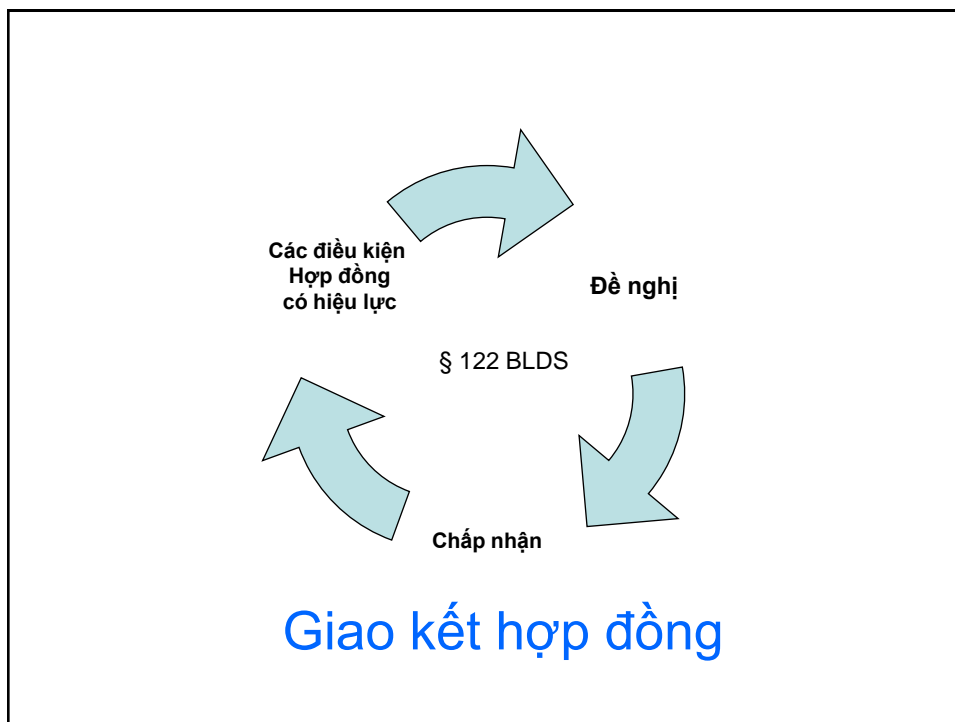 Các điều kiện
Hợp đồng
có hiệu lực
Đề nghị
§ 122 BLDS
Chấp nhận
Giao kết hợp đồng